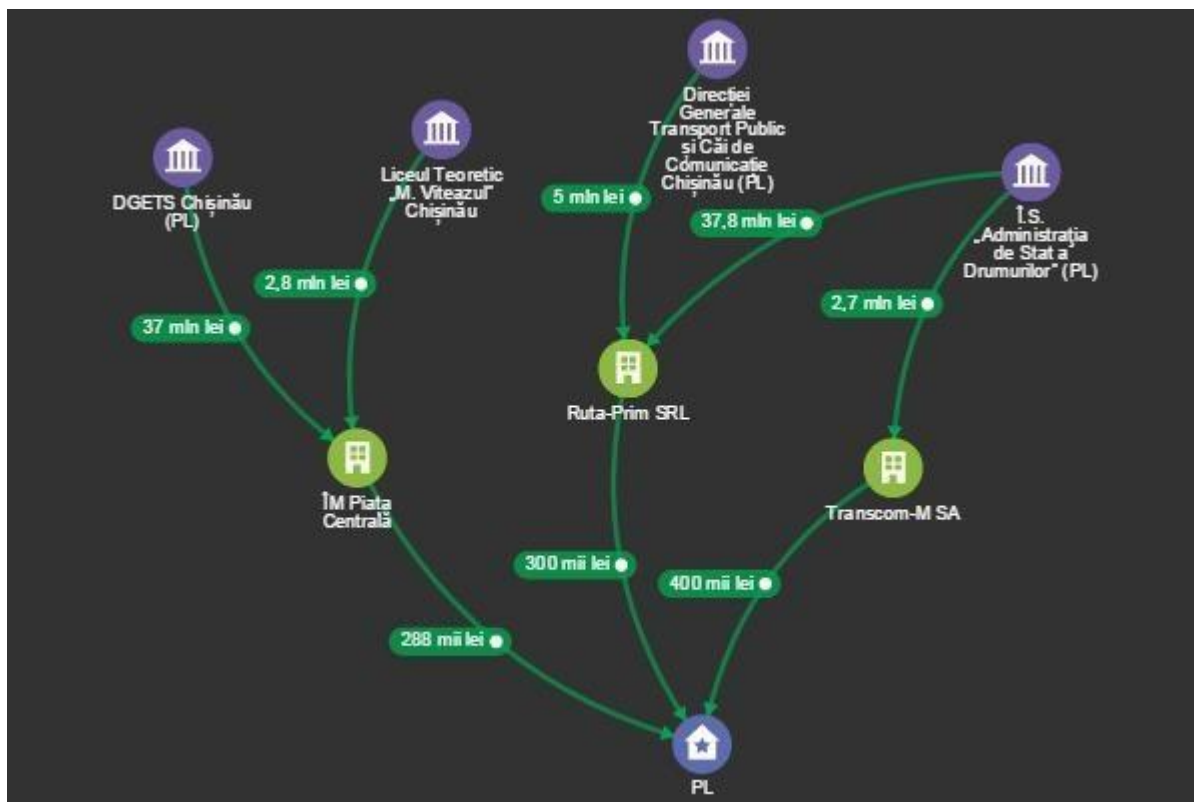 Direcției
Generale
Transport Public
și Căi de
Comunicatie
Chișinău (PL)
Liceul Teoretic
„M. Viteazul"
Chișinău
DGETS Chișinău
(PL)
Î.S.
„Administraţia
de Stat a
Drumurilor" (PL)
5 mln lei
37,8 mln lei
2,8 mln lei
2,7 mln lei
37 mln lei
Ruta-Prim SRL
ÎM Piata
Centrală
Transcom-M SA
300 mii lei
400 mii lei
288 mii lei
PL